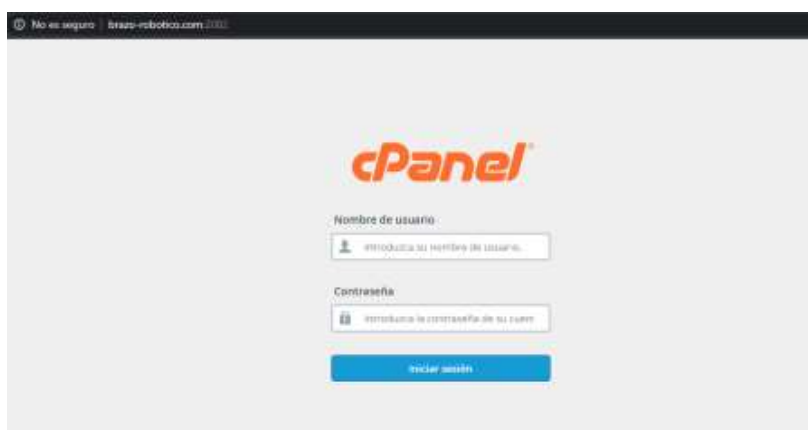 No es seguro brazo-robotico.com:2082
cPanel®
Nombre de usuario
Introduzca su nombre de usuario.
Contraseña
Introduzca la contraseña de su cuen
Iniciar sesión